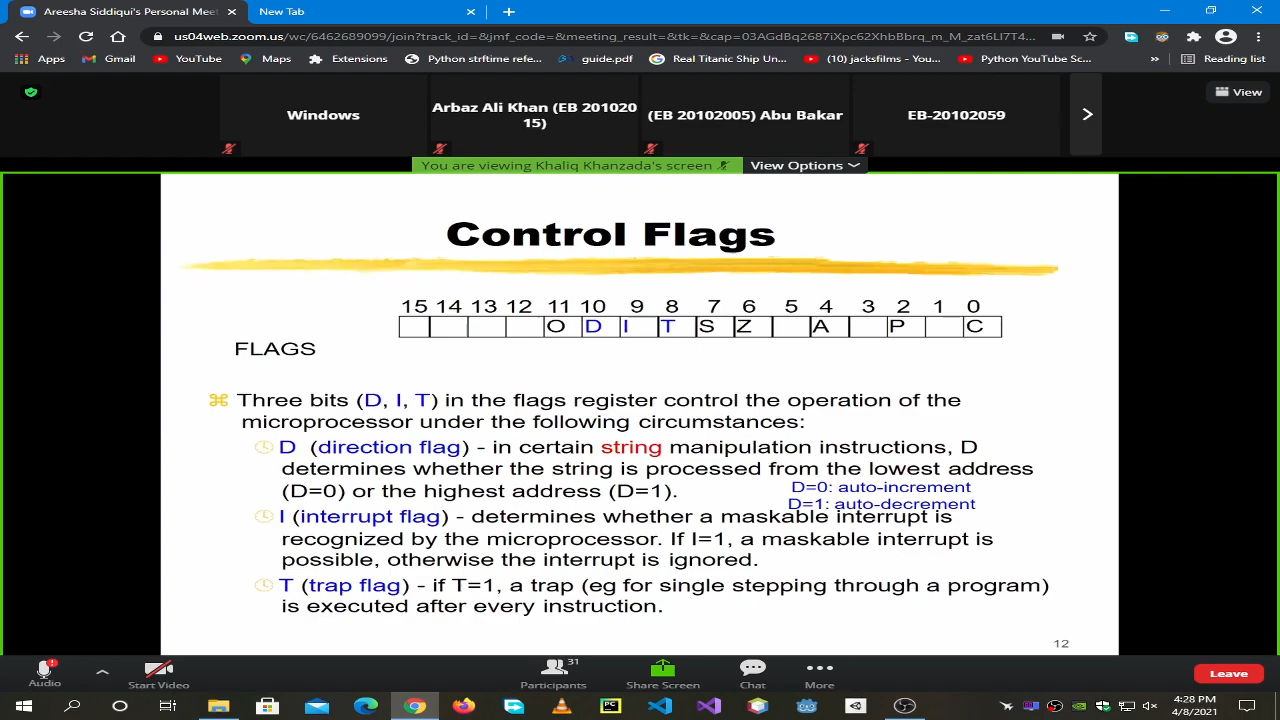 Areesha Siddiqui's Personal Meet
New Tab
us04web.zoom.us/wc/6462689099/join?track_id=&jmf_code=&meeting_result=&tk=&cap=03AGdBq2687iXpc62XhbBbrq_m_M_zat6LI7T4...
Apps
Gmail
YouTube
Maps
Extensions
Python strftime refe...
guide.pdf
Real Titanic Ship Un...
(10) jacksfilms - You...
Python YouTube Sc...
»
Reading list
View
Windows
Arbaz Ali Khan (EB 201020
15)
(EB 20102005) Abu Bakar
EB-20102059
You are viewing Khaliq Khanzada's screen
View Options
Control Flags
15 14 13 12 11 10 9 8 7 6 5 4 3 2 1 0
O D I T S Z A P C
FLAGS
Three bits (D, I, T) in the flags register control the operation of the
microprocessor under the following circumstances:
D (direction flag) - in certain string manipulation instructions, D
determines whether the string is processed from the lowest address
(D=0) or the highest address (D=1).
D=0: auto-increment
D=1: auto-decrement
I (interrupt flag) - determines whether a maskable interrupt is
recognized by the microprocessor. If I=1, a maskable interrupt is
possible, otherwise the interrupt is ignored.
T (trap flag) - if T=1, a trap (eg for single stepping through a program)
is executed after every instruction.
12
Audio
Start Video
Participants
31
Share Screen
Chat
More
Leave
4:28 PM
4/8/2021